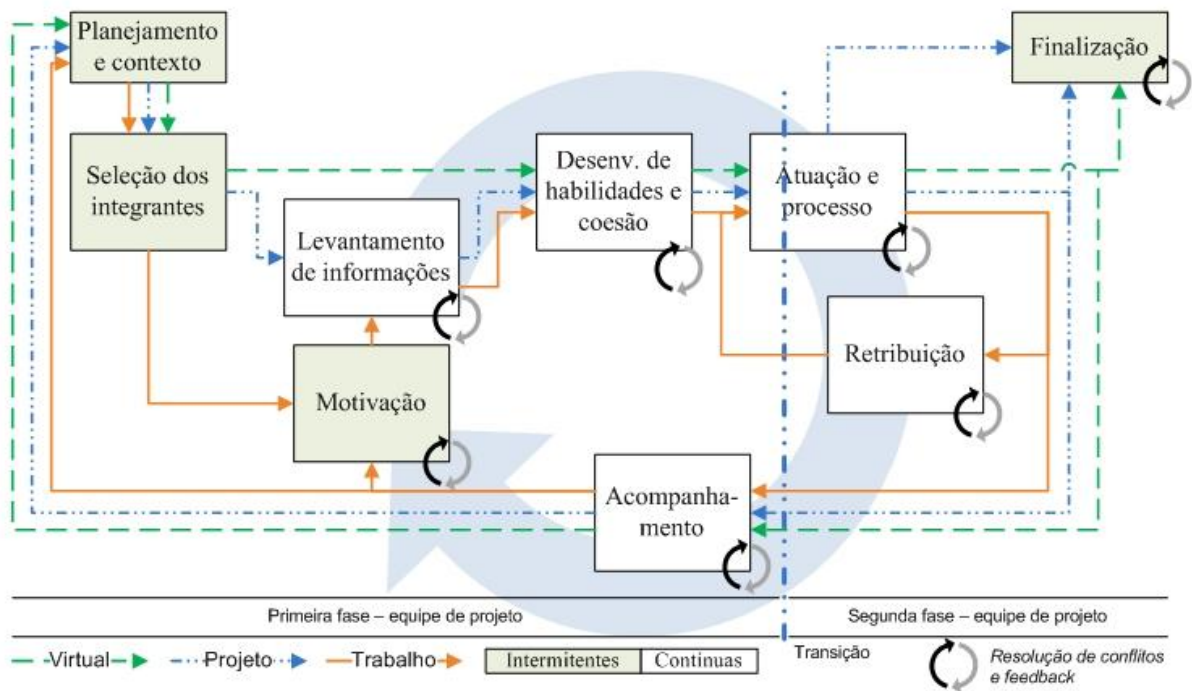 Planejamento
e contexto
Finalização
Seleção dos
integrantes
Desenv. de
habilidades e
coesão
Atuação e
processo
Levantamento
de informações
Retribuição
Motivação
Acompanha-
mento
Primeira fase – equipe de projeto
Segunda fase – equipe de projeto
Virtual
Projeto
Trabalho
Intermitentes
Continuas
Transição
Resolução de conflitos
e feedback